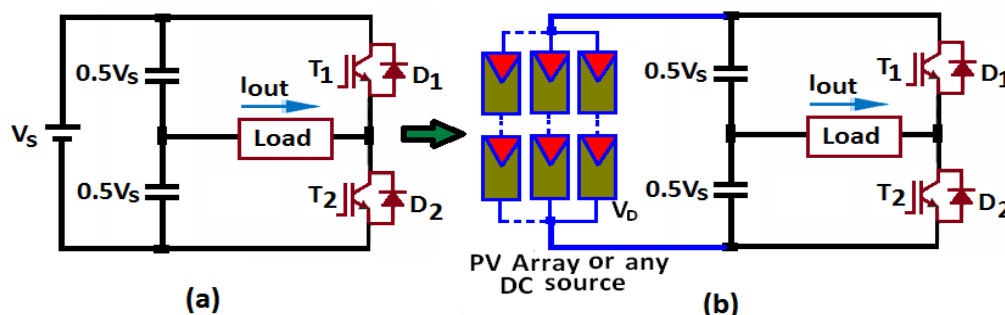 Vs
0.5Vs
0.5Vs
Iout
Load
T1
D1
T2
D2
(a)
VD
PV Array or any
DC source
0.5Vs
0.5Vs
Iout
Load
T1
D1
T2
D2
(b)